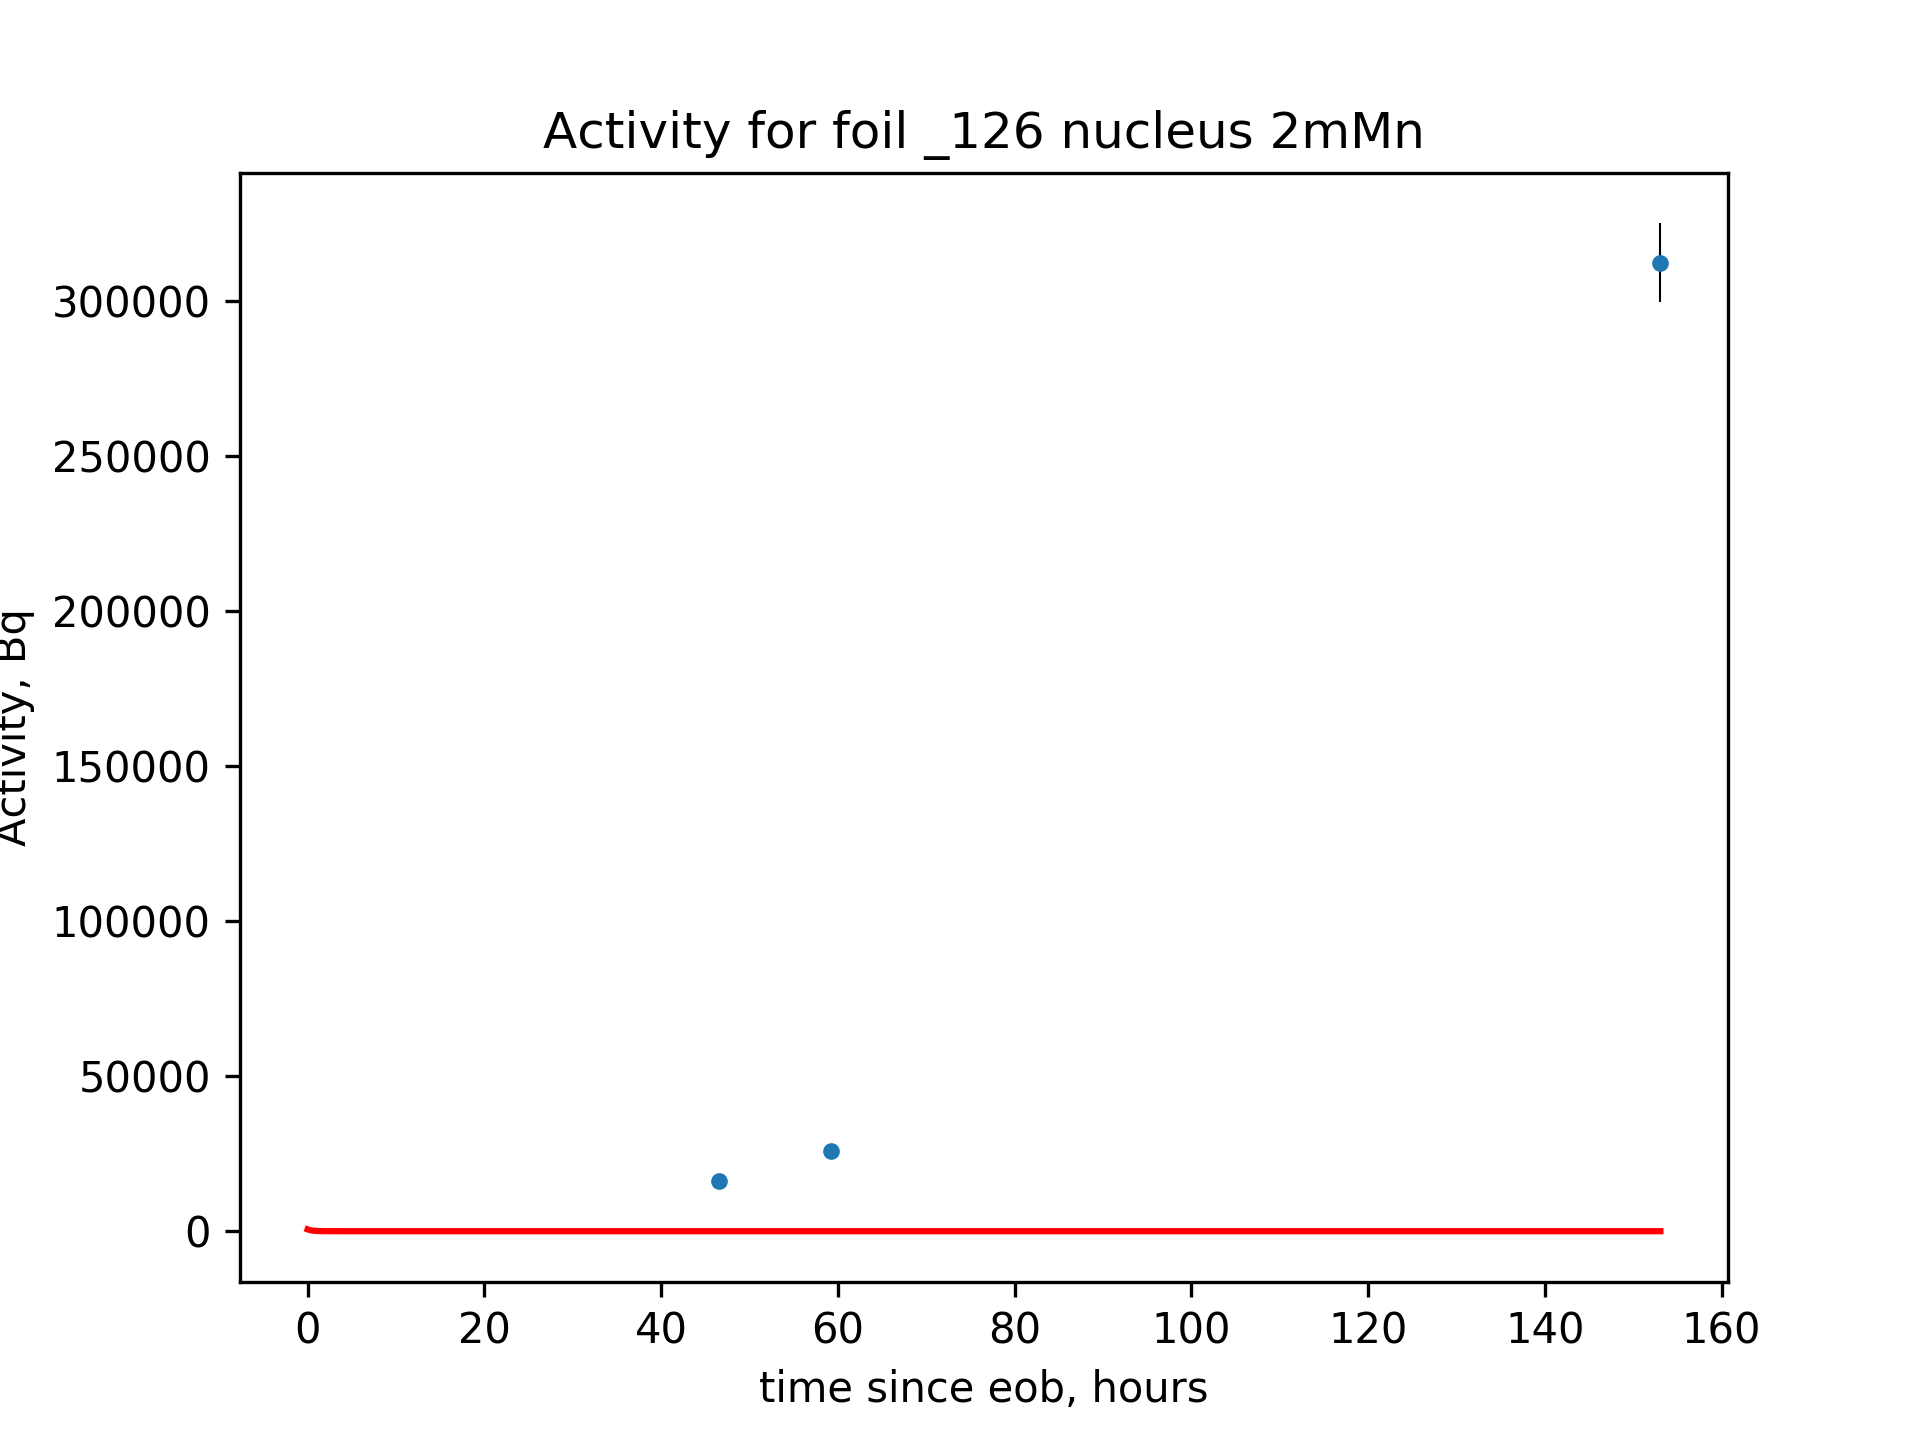 Activity for foil _126 nucleus 2mMn
Activity, Bq
300000
250000
200000
150000
100000
50000
0
0 20 40 60 80 100 120 140 160
time since eob, hours